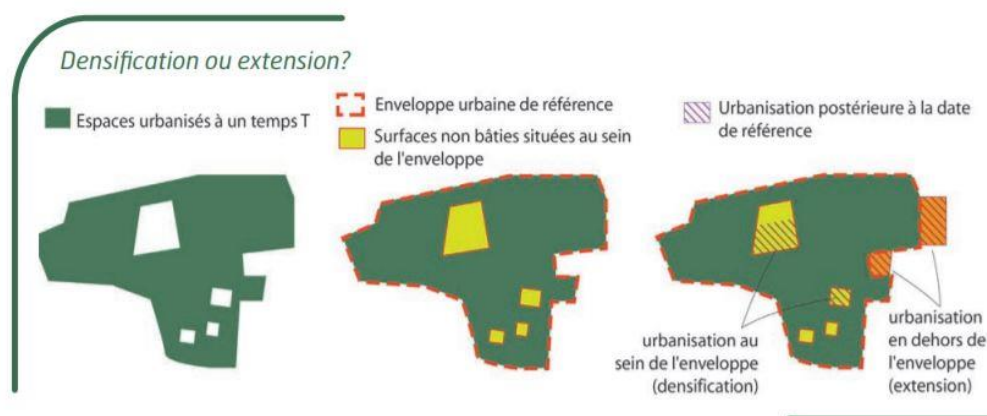 Densification ou extension?
Espaces urbanisés à un temps T
Enveloppe urbaine de référence
Surfaces non bâties situées au sein
de l'enveloppe
Urbanisation postérieure à la date
de référence
urbanisation au
sein de l'enveloppe
(densification)
urbanisation
en dehors de
l'enveloppe
(extension)